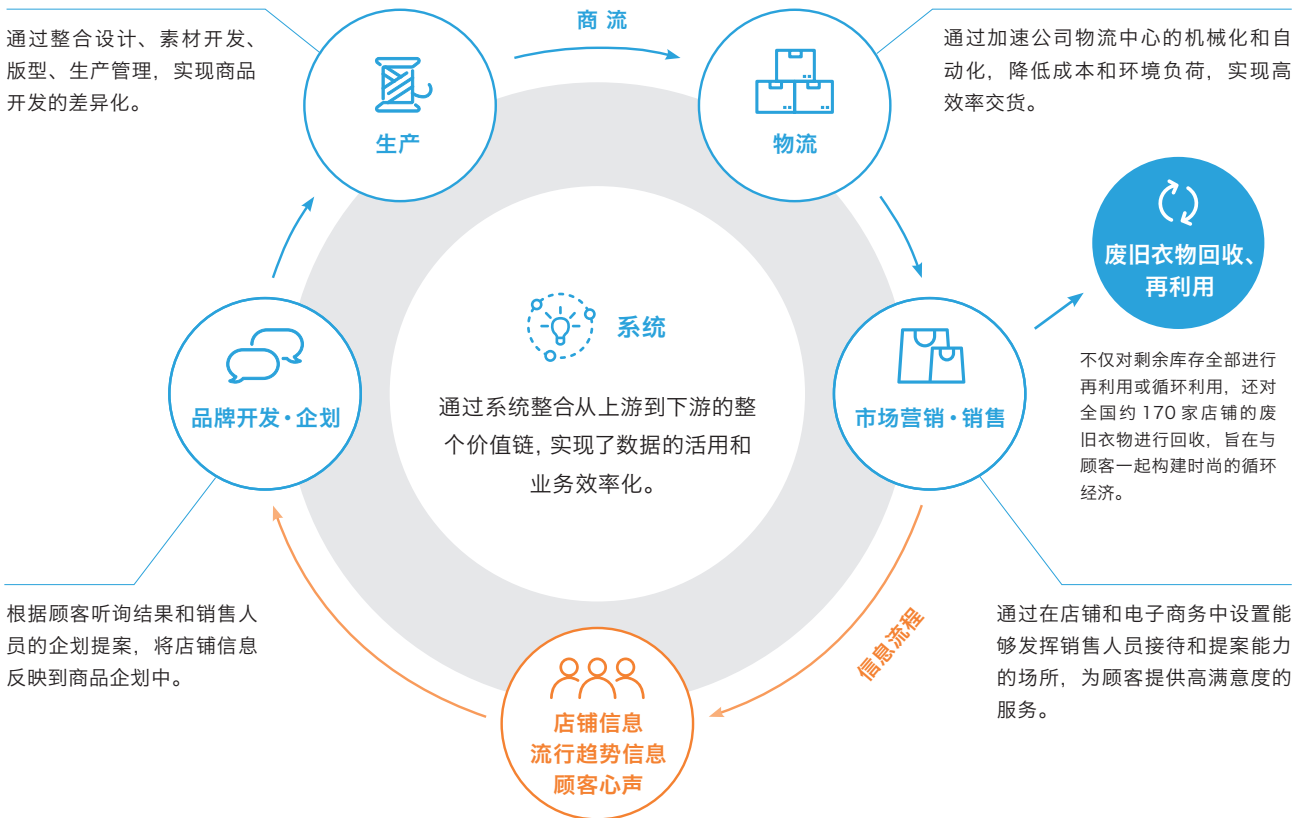 商流
通过整合设计、素材开发、
版型、生产管理，实现商品
开发的差异化。
生产
物流
通过加速公司物流中心的机械化和自
动化，降低成本和环境负荷，实现高
效率交货。
废旧衣物回收、
再利用
不仅对剩余库存全部进行
再利用或循环利用，还对
全国约 170 家店铺的废
旧衣物进行回收，旨在与
顾客一起构建时尚的循环
经济。
系统
通过系统整合从上游到下游的整
个价值链，实现了数据的活用和
业务效率化。
品牌开发·企划
市场营销·销售
根据顾客听询结果和销售人
员的企划提案，将店铺信息
反映到商品企划中。
信息流程
通过在店铺和电子商务中设置能
够发挥销售人员接待和提案能力
的场所，为顾客提供高满意度的
服务。
店铺信息
流行趋势信息
顾客心声